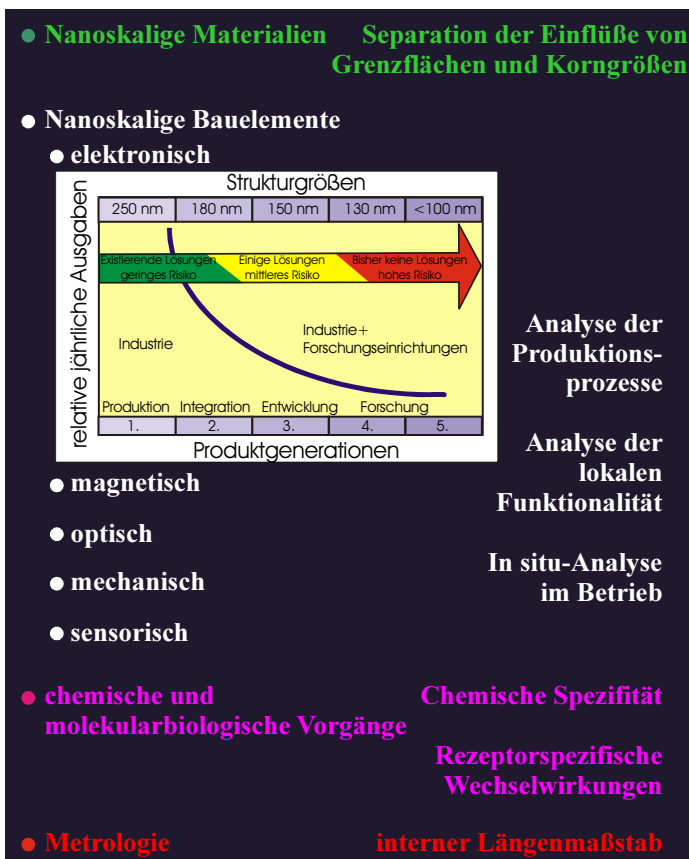 • Nanoskalige Materialien Separation der Einflüße von
Grenzflächen und Korngrößen
• Nanoskalige Bauelemente
• elektronisch
Strukturgrößen
250 nm 180 nm 150 nm 130 nm <100 nm
relative jährliche Ausgaben
Existierende Lösungen Einige Lösungen Bisher keine Lösungen
geringes Risiko mittleres Risiko hohes Risiko
Industrie
Industrie+
Forschungseinrichtungen
Produktion Integration Entwicklung Forschung
1. 2. 3. 4. 5.
Produktgenerationen
Analyse der
Produktions-
prozesse
Analyse der
lokalen
Funktionalität
• magnetisch
• optisch
In situ-Analyse
im Betrieb
• mechanisch
• sensorisch
• chemische und
molekularbiologische Vorgänge
Chemische Spezifität
Rezeptorspezifische
Wechselwirkungen
• Metrologie interner Längenmaßstab